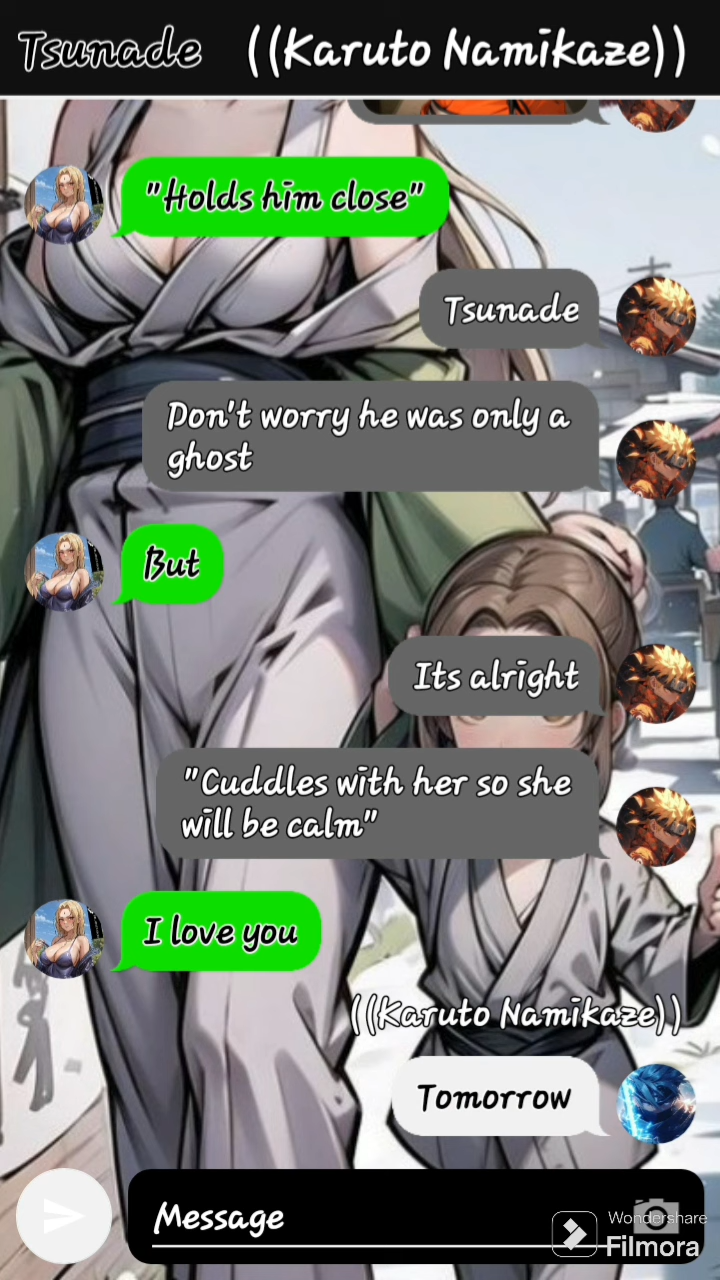 Tsunade ((Karuto Namikaze))
"Holds him close"
Tsunade
Don't worry he was only a
ghost
But
Its alright
"Cuddles with her so she
will be calm"
I love you
((Karuto Namikaze))
Tomorrow
Message
Wondershare
Filmora